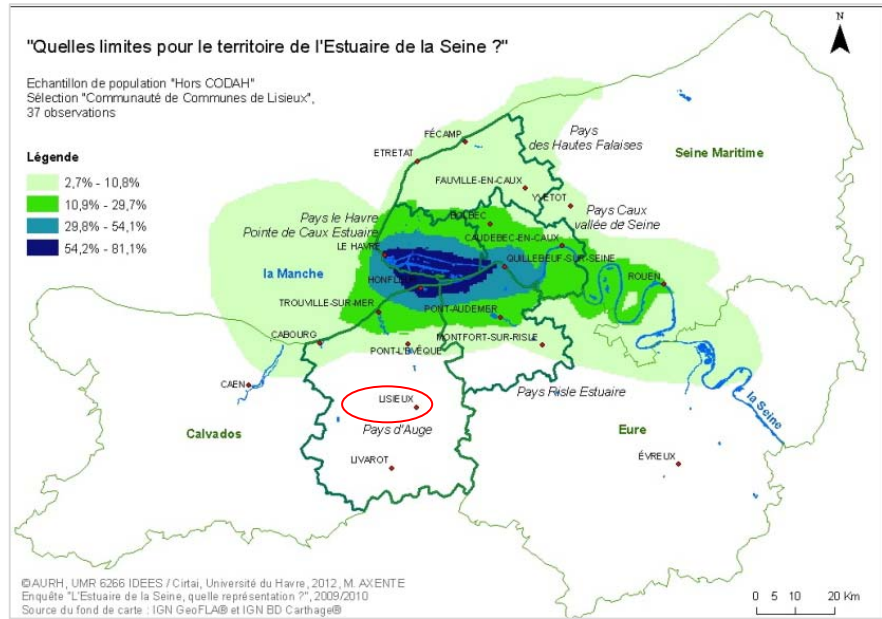 "Quelles limites pour le territoire de l'Estuaire de la Seine ?"
N
Echantillon de population "Hors CODAH"
Sélection "Communauté de Communes de Lisieux",
37 observations
Légende
2,7% - 10,8%
10,9% - 29,7%
29,8% - 54,1%
54,2% - 81,1%
FÉCAMP
ETRETAT
Pays
des Hautes Falaises
Seine Maritime
FAUVILLE-EN-CAUX
YVETOT
Pays le Havre
Pointe de Caux Estuaire
BOLBEC
Pays Caux
vallée de Seine
CAUDEBEC-EN-CAUX
LE HAVRE
QUILLEBEUF-SUR-SEINE
la Manche
HONFLEUR
ROUEN
TROUVILLE-SUR-MER
PONT-AUDEMER
CABOURG
MONTFORT-SUR-RISLE
PONT-L'EVÊQUE
CAEN
Pays Risle Estuaire
la Seine
LISIEUX
Pays d'Auge
Calvados
Eure
LIVAROT
ÉVREUX
©AURH, UMR 6266 IDEES / Cirtai, Université du Havre, 2012, M. AXENTE
Enquête "L'Estuaire de la Seine, quelle représentation ?", 2009/2010
Source du fond de carte : IGN GeoFLA® et IGN BD Carthage®
0 5 10 20 Km